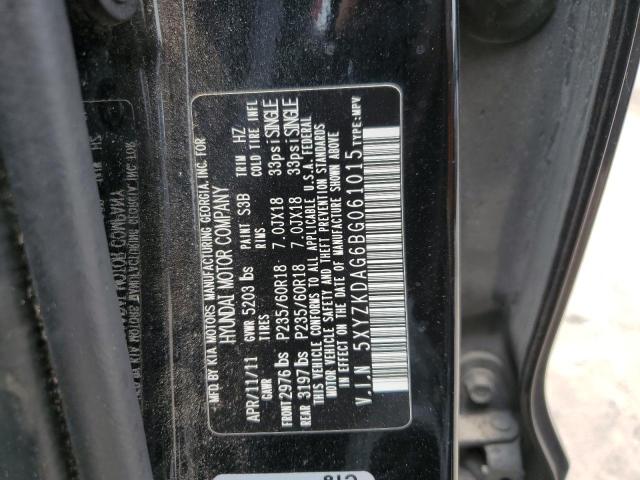 MFD BY KIA MOTORS MANUFACTURING GEORGIA, INC. FOR
HYUNDAI MOTOR COMPANY
APR/11/11 GVWR 5203 lbs PAINT S3B TRIM HZ
GAWR TIRES RIMS COLD TIRE INFL
FRONT 2976 lbs P235/60R18 7.0JX18 33psi SINGLE
REAR 3197 lbs P235/60R18 7.0JX18 33psi SINGLE
THIS VEHICLE CONFORMS TO ALL APPLICABLE U.S.A. FEDERAL
MOTOR VEHICLE SAFETY AND THEFT PREVENTION STANDARDS
IN EFFECT ON THE DATE OF MANUFACTURE SHOWN ABOVE
V.I.N 5XYZKDAG6BG061015 TYPE:MPV